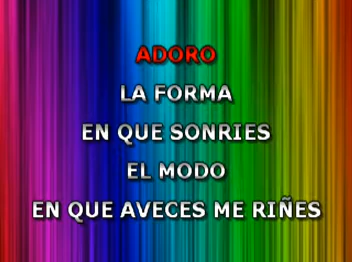 ADORO
LA FORMA
EN QUE SONRIES
EL MODO
EN QUE AVECES ME RIÑES